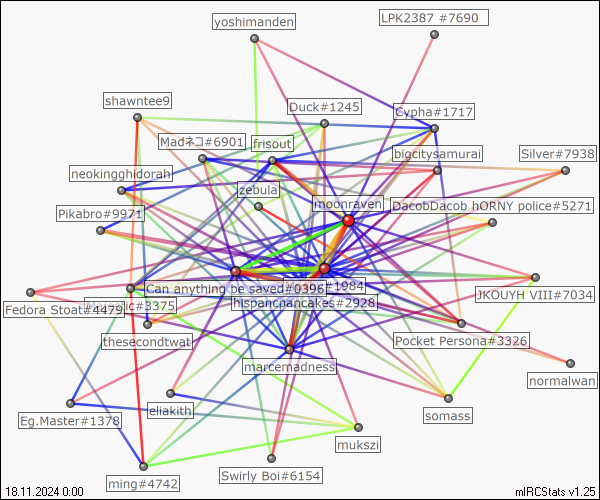 yoshimanden
LPK2387 #7690
shawntee9
Duck#1245
Cypha#1717
Madネコ#6901
frisout
bigcitysamurai
Silver#7938
neokingghidorah
zebula
moonraven
DacobDacob hORNY police#5271
Pikabro#9971
Can anything be saved#0396
#1984
JKOUYH VIII#7034
Fedora Stoat#4479
#3375
hispancpancakes#2928
thesecondtwat
Pocket Persona#3326
marcemadness
normalwan
eliakith
somass
Eg.Master#1378
mukszi
Swirly Boi#6154
ming#4742
18.11.2024 0:00
mIRCStats v1.25